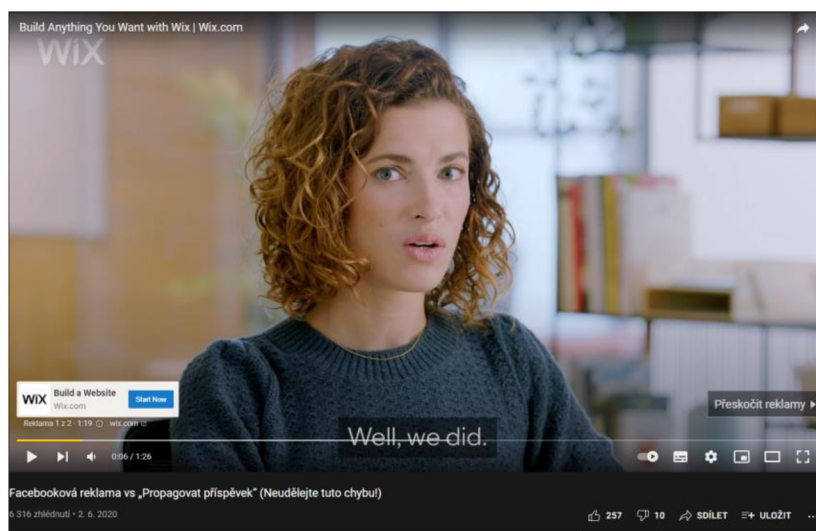 Build Anything You Want with Wix | Wix.com
WiX
WiX
Build a Website
Wix.com
Start Now
Přeskočit reklamy
Reklama 1 z 2 · 1:19 wix.com
Well, we did.
0:06 / 1:26
Facebooková reklama vs „Propagovat příspěvek“ (Neudělejte tuto chybu!)
6 316 zhlédnutí • 2. 6. 2020
257 10 SDÍLET ULOŽIT ...